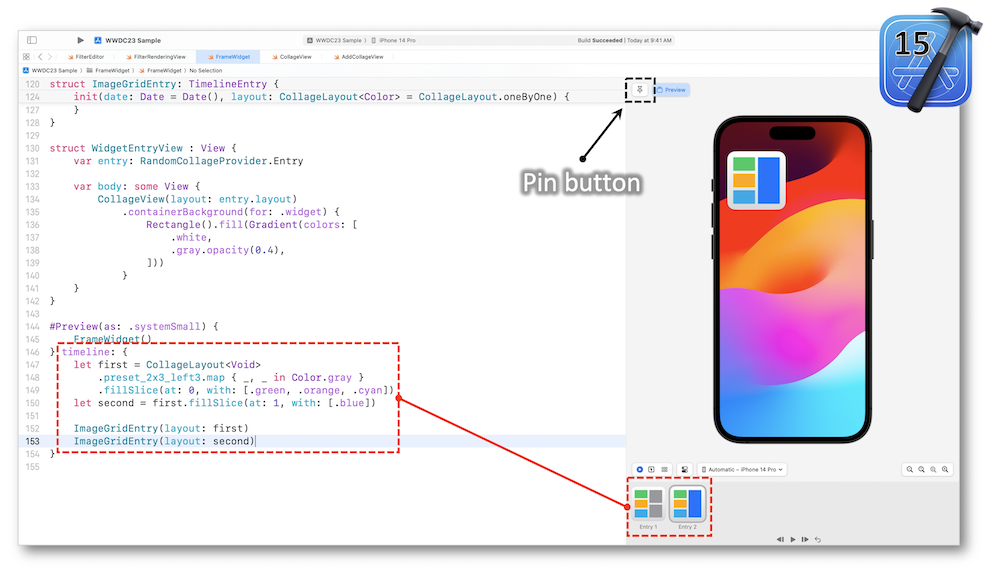 15
WWDC23 Sample
WWDC23 Sample 〉 iPhone 14 Pro
Build Succeeded | Today at 9:41 AM
FilterEditor
FilterRenderingView
FrameWidget
CollageView
AddCollageView
WWDC23 Sample 〉 FrameWidget 〉 FrameWidget 〉 No Selection
120 struct ImageGridEntry: TimelineEntry {
124 init(date: Date = Date(), layout: CollageLayout<Color> = CollageLayout.oneByOne) {
127 }
128 }
129
130 struct WidgetEntryView : View {
131 var entry: RandomCollageProvider.Entry
132
133 var body: some View {
134 CollageView(layout: entry.layout)
135 .containerBackground(for: .widget) {
136 Rectangle().fill(Gradient(colors: [
137 .white,
138 .gray.opacity(0.4),
139 ]))
140 }
141 }
142 }
143
144 #Preview(as: .systemSmall) {
145 FrameWidget()
146 } timeline: {
147 let first = CollageLayout<Void>
148 .preset_2x3_left3.map { _, _ in Color.gray }
149 .fillSlice(at: 0, with: [.green, .orange, .cyan])
150 let second = first.fillSlice(at: 1, with: [.blue])
151
152 ImageGridEntry(layout: first)
153 ImageGridEntry(layout: second)
154 }
155
Preview
Pin button
Automatic – iPhone 14 Pro
Entry 1
Entry 2